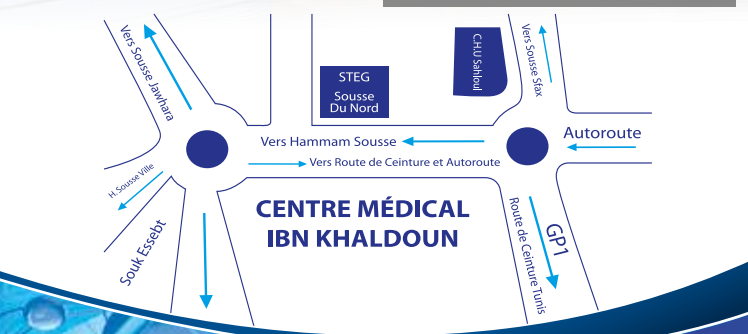 Vers Sousse Jawhara
STEG
Sousse
Du Nord
C.H.U Sahloul
Vers Sousse Sfax
Autoroute
Vers Hammam Sousse
Vers Route de Ceinture et Autoroute
H. Sousse Ville
Souk Essebt
CENTRE MÉDICAL
IBN KHALDOUN
GP1
Route de Ceinture Tunis